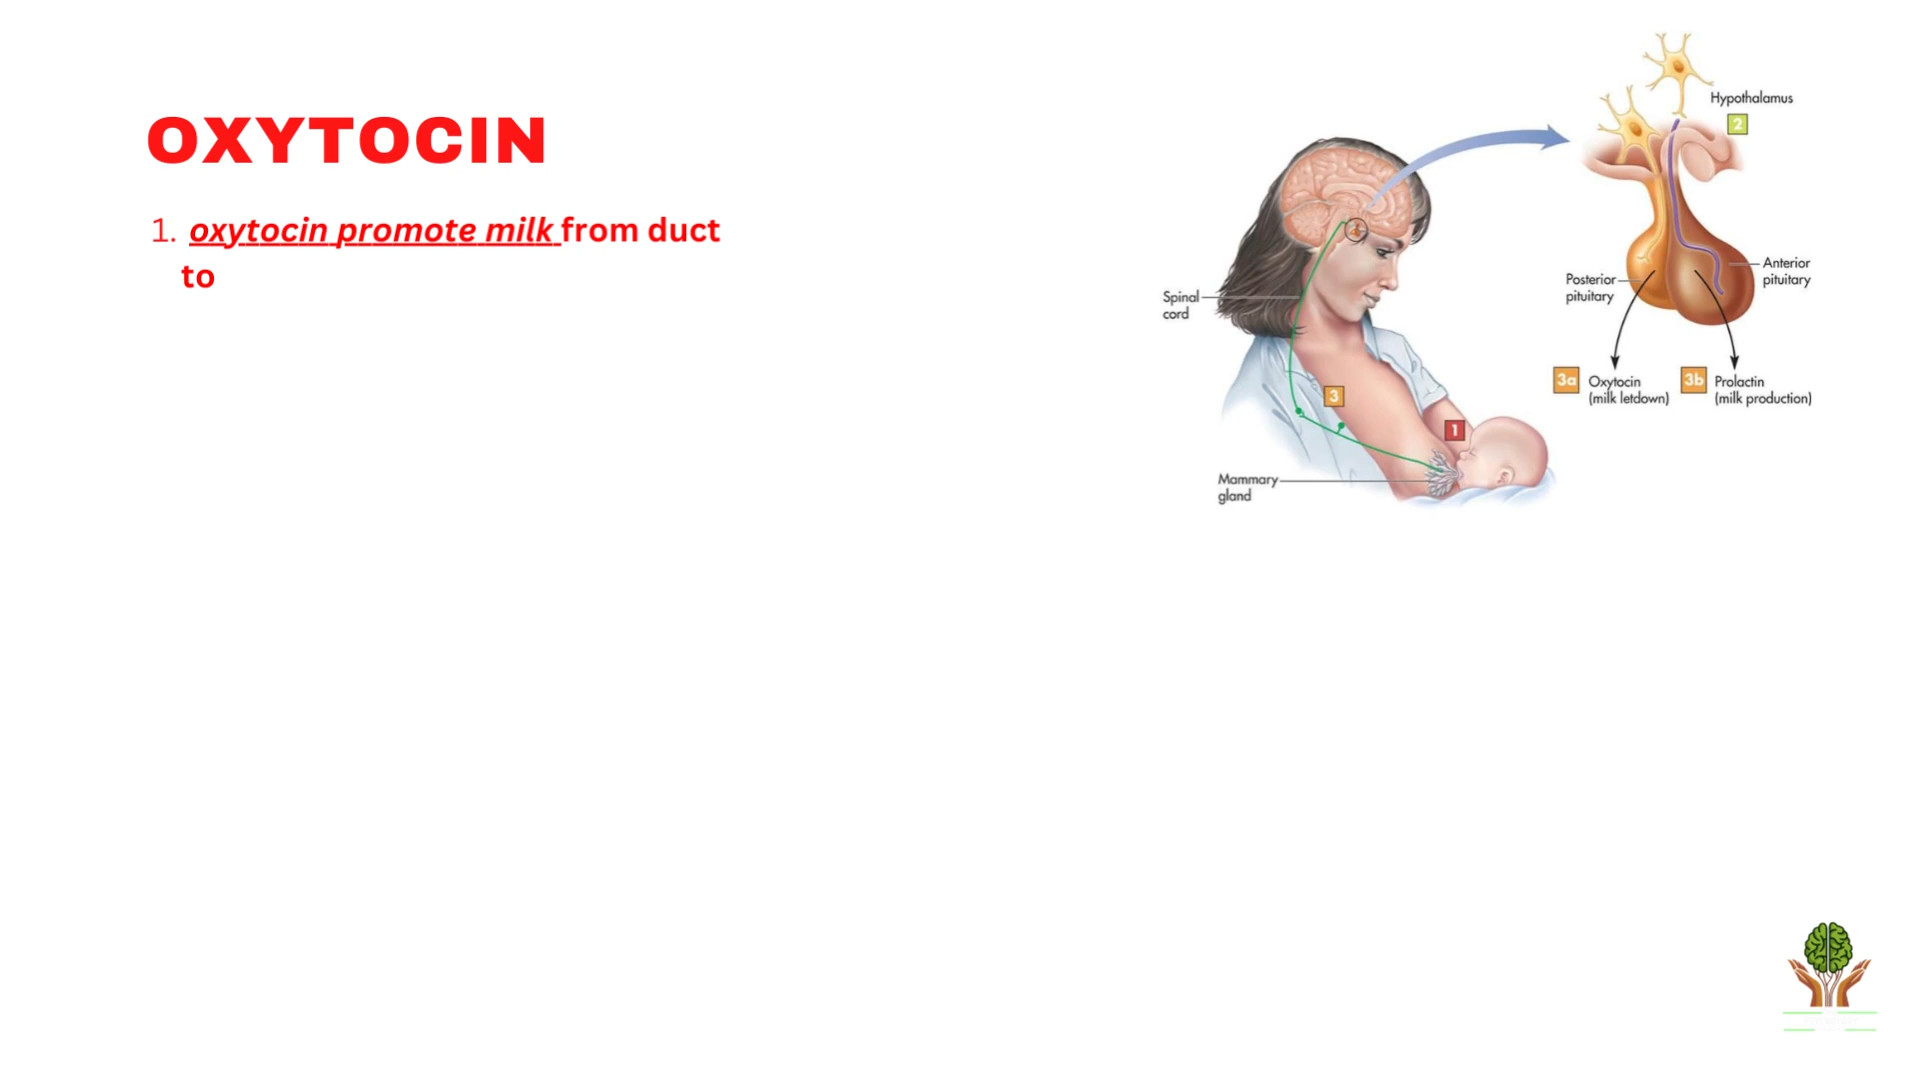 OXYTOCIN
1. oxytocin promote milk from duct
to
Hypothalamus
2
Spinal
cord
Posterior
pituitary
Anterior
pituitary
3a Oxytocin
(milk letdown)
3b Prolactin
(milk production)
3
1
Mammary
gland